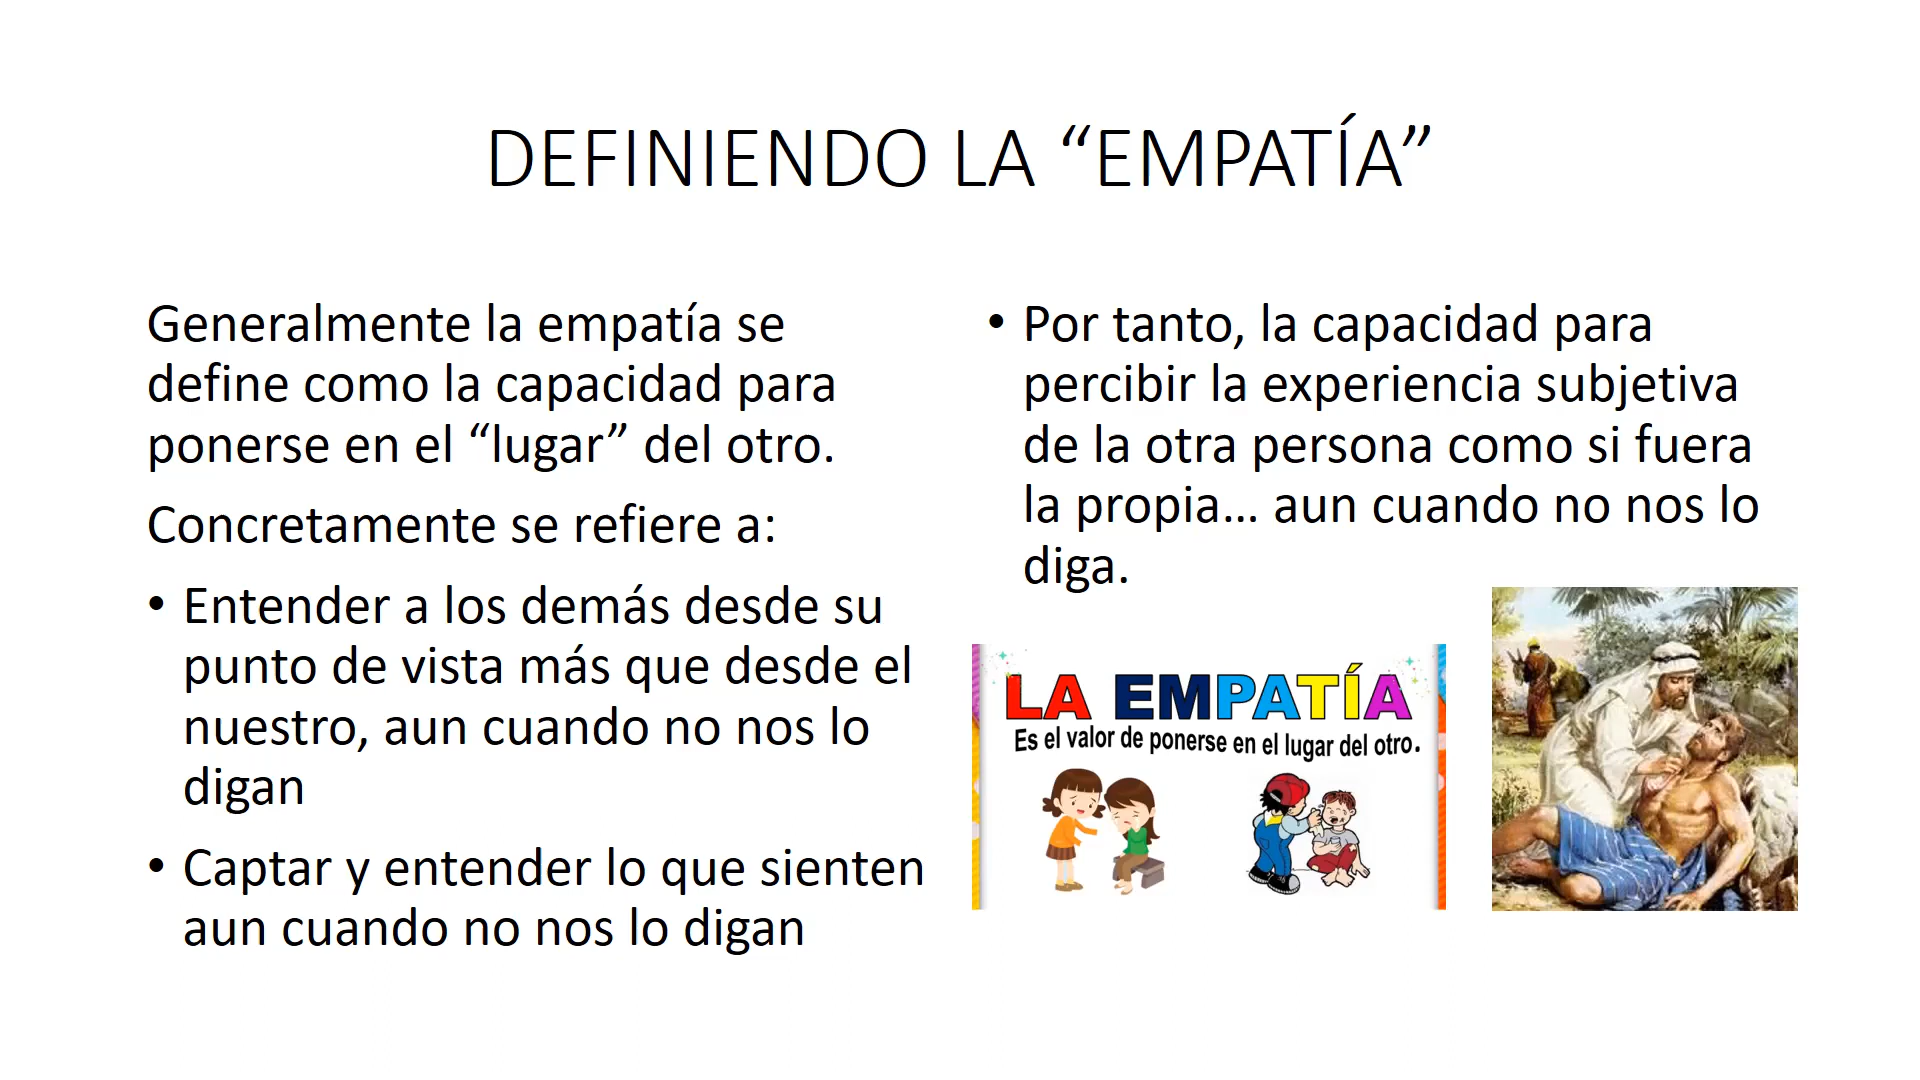 DEFINIENDO LA “EMPATÍA”
Generalmente la empatía se
define como la capacidad para
ponerse en el “lugar” del otro.
Concretamente se refiere a:
• Entender a los demás desde su
punto de vista más que desde el
nuestro, aun cuando no nos lo
digan
• Captar y entender lo que sienten
aun cuando no nos lo digan
• Por tanto, la capacidad para
percibir la experiencia subjetiva
de la otra persona como si fuera
la propia... aun cuando no nos lo
diga.
LA EMPATÍA
Es el valor de ponerse en el lugar del otro.